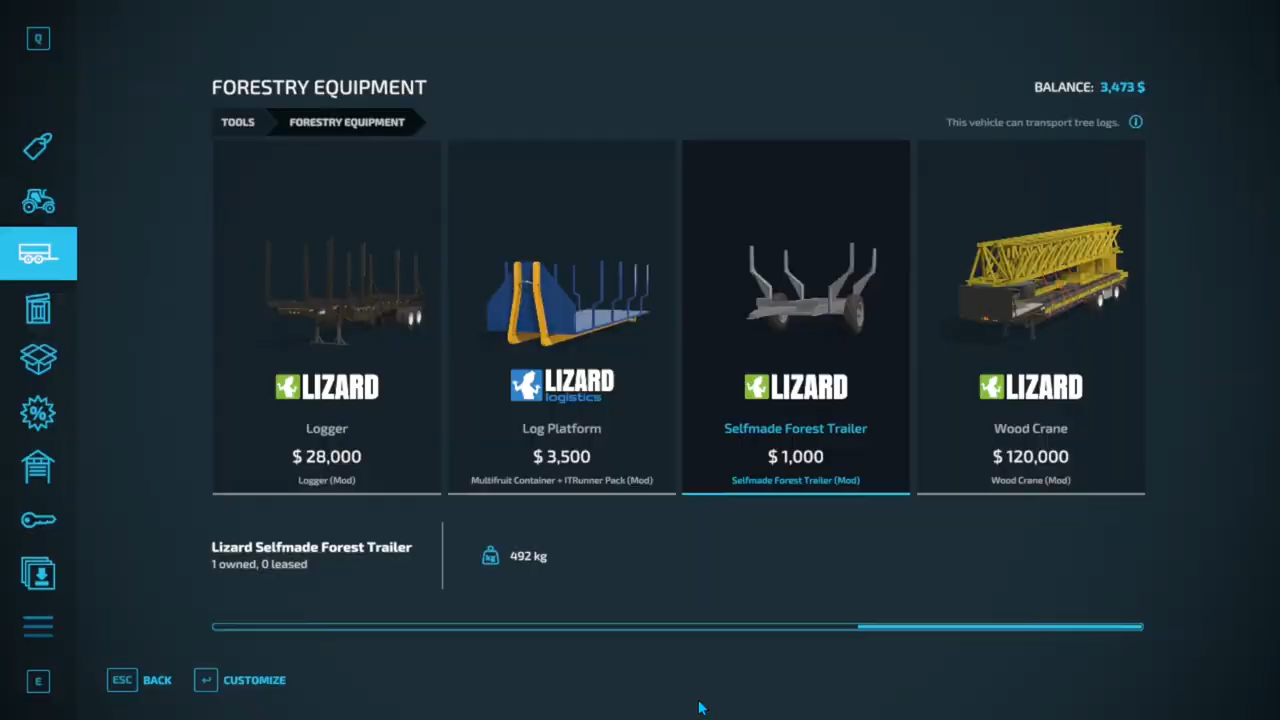 Q
FORESTRY EQUIPMENT
BALANCE: 3,473 $
TOOLS
FORESTRY EQUIPMENT
This vehicle can transport tree logs.
LIZARD
Logger
$ 28,000
Logger (Mod)
LIZARD
logistics
Log Platform
$ 3,500
Multifruit Container + ITRunner Pack (Mod)
LIZARD
Selfmade Forest Trailer
$ 1,000
Selfmade Forest Trailer (Mod)
LIZARD
Wood Crane
$ 120,000
Wood Crane (Mod)
Lizard Selfmade Forest Trailer
1 owned, 0 leased
kg
492 kg
E
ESC BACK
CUSTOMIZE